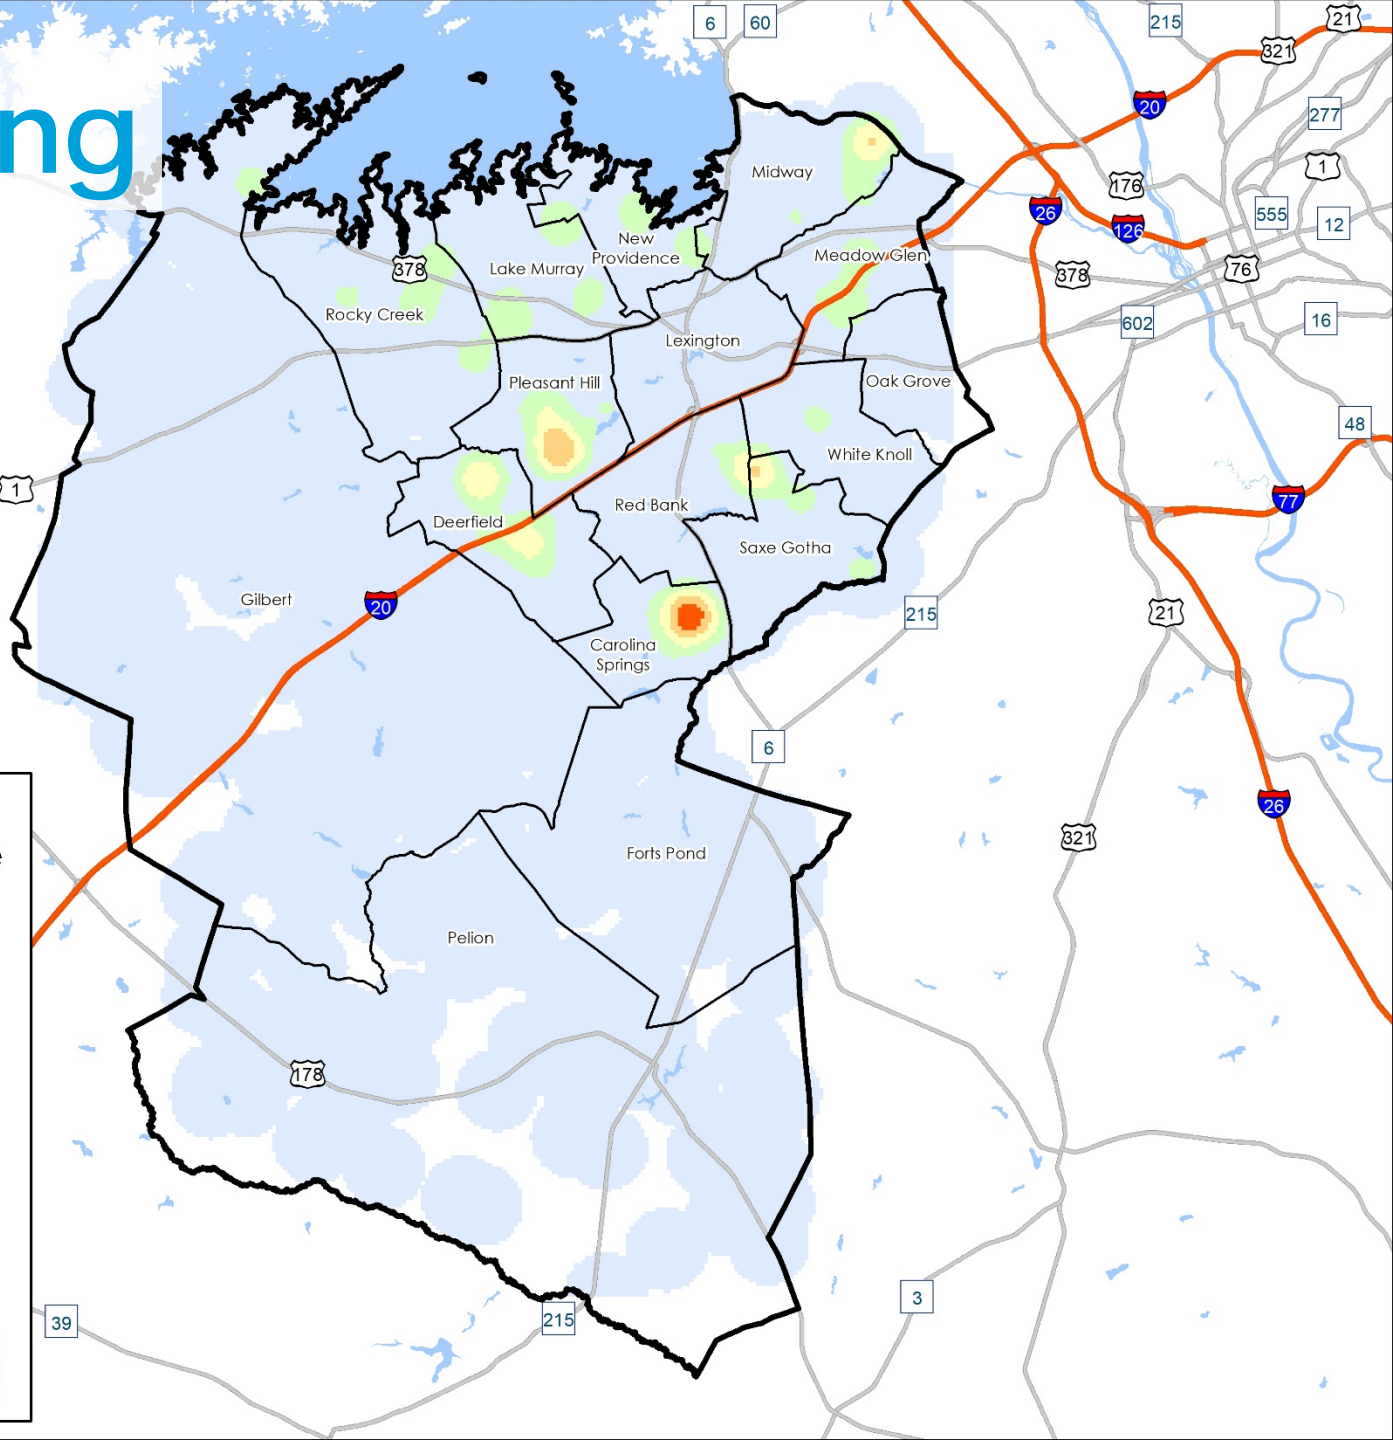 6
60
215
321
21
ng
20
277
Midway
176
1
26
126
555
12
New
Providence
Meadow Glen
378
Lake Murray
378
76
Rocky Creek
602
16
Lexington
Pleasant Hill
Oak Grove
48
White Knoll
1
77
Red Bank
Deerfield
Saxe Gotha
Gilbert
20
215
21
Carolina
Springs
6
26
321
e
Forts Pond
Pelion
178
3
39
215